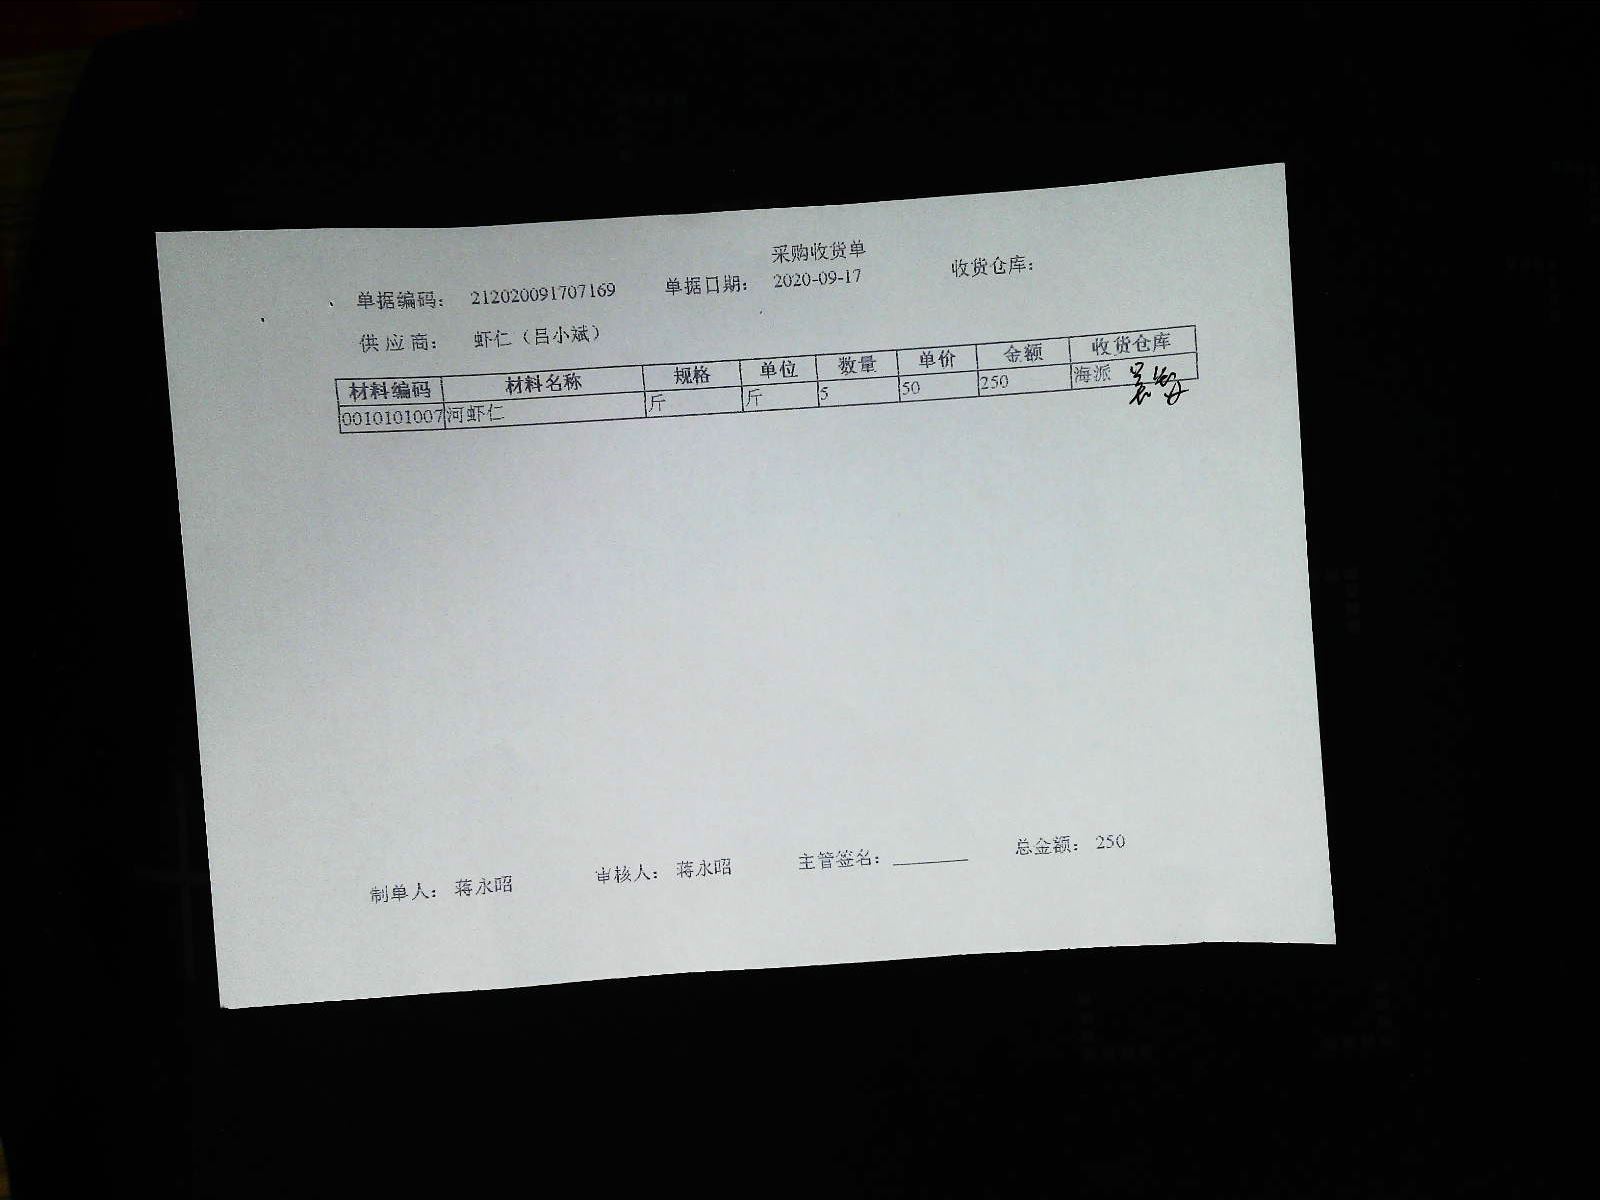 采购收货单
单据编码： 212020091707169 单据日期： 2020-09-17 收货仓库：
供应商： 虾仁（吕小斌）
材料编码 材料名称 规格 单位 数量 单价 金额 收货仓库
0010101007 河虾仁 斤 斤 5 50 250 海派
制单人： 蒋永昭 审核人： 蒋永昭 主管签名： 总金额： 250